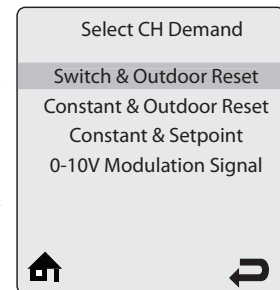 Select CH Demand
Switch & Outdoor Reset
Constant & Outdoor Reset
Constant & Setpoint
0-10V Modulation Signal